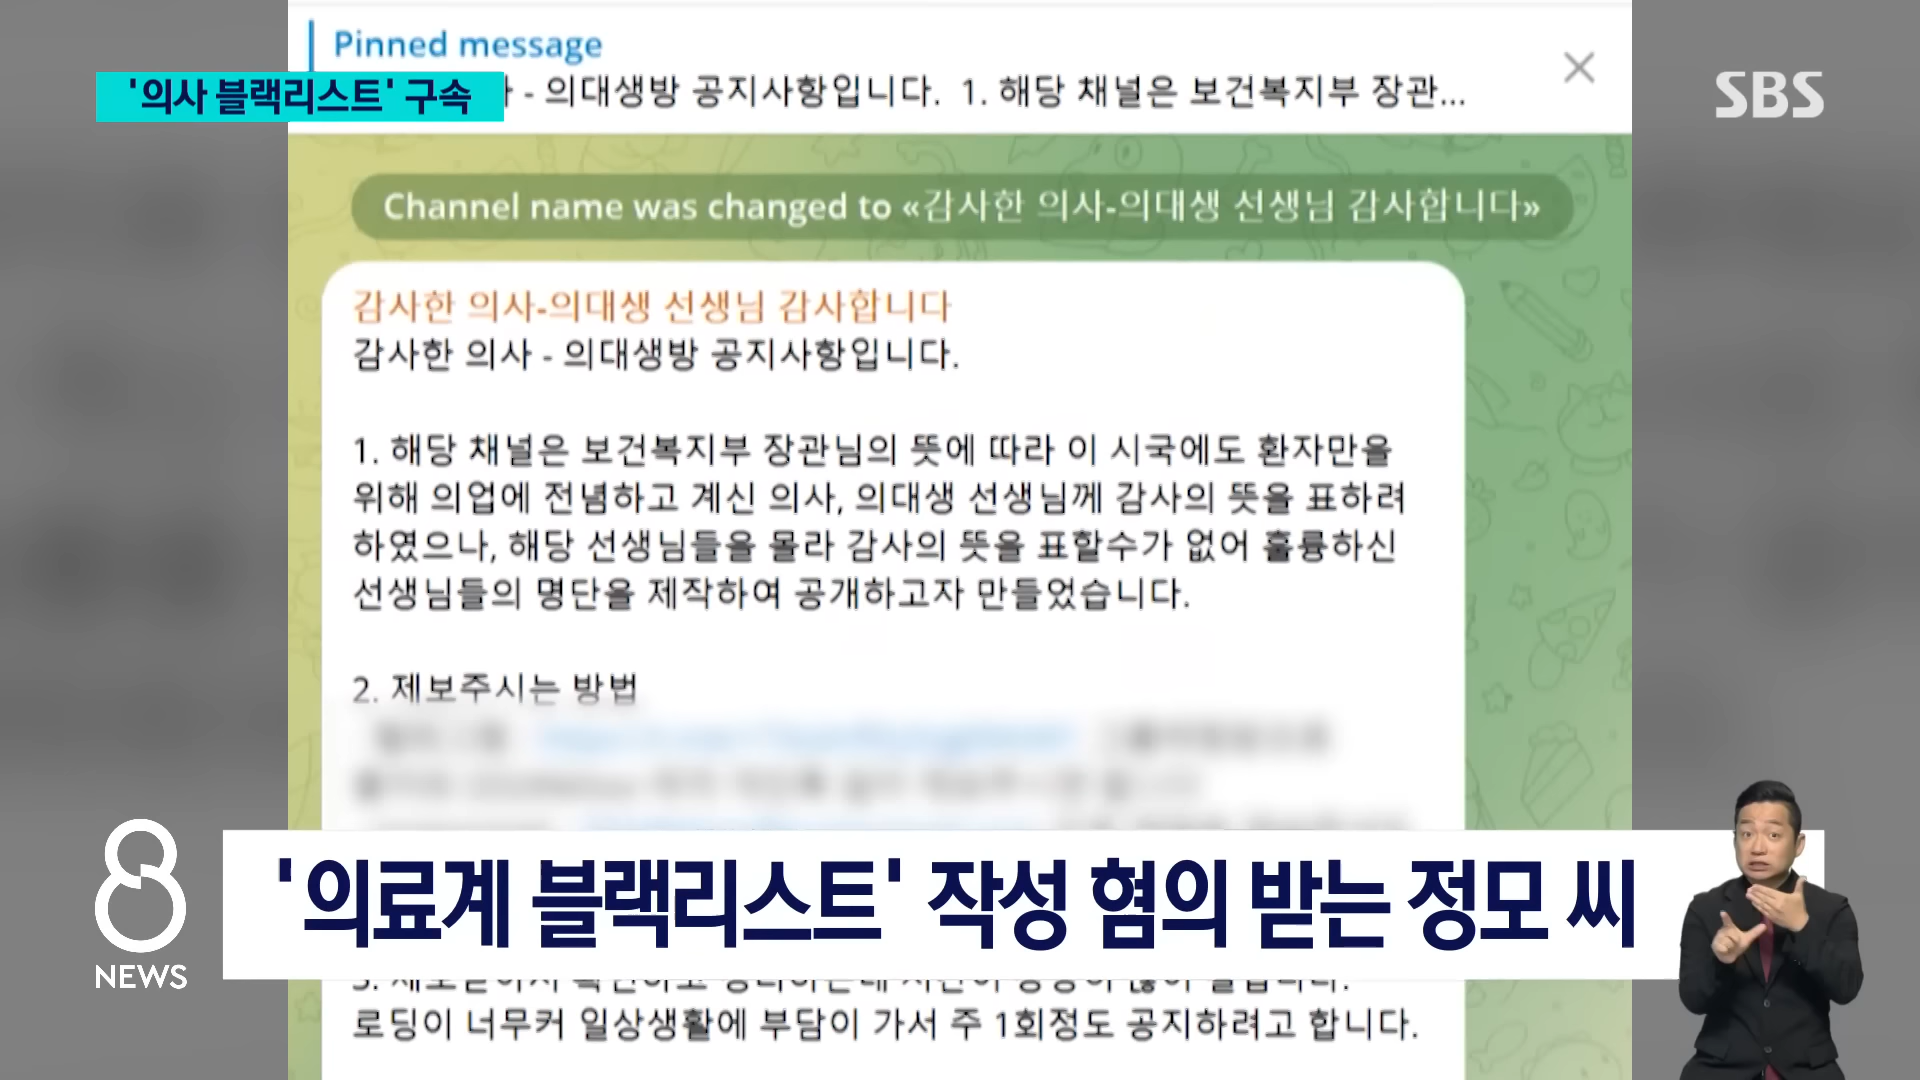 Pinned message
- 의대생방 공지사항입니다. 1. 해당 채널은 보건복지부 장관...
'의사 블랙리스트' 구속
SBS
Channel name was changed to «감사한 의사-의대생 선생님 감사합니다»
감사한 의사-의대생 선생님 감사합니다
감사한 의사 - 의대생방 공지사항입니다.
1. 해당 채널은 보건복지부 장관님의 뜻에 따라 이 시국에도 환자만을
위해 의업에 전념하고 계신 의사, 의대생 선생님께 감사의 뜻을 표하려
하였으나, 해당 선생님들을 몰라 감사의 뜻을 표할수가 없어 훌륭하신
선생님들의 명단을 제작하여 공개하고자 만들었습니다.
2. 제보주시는 방법
'의료계 블랙리스트' 작성 혐의 받는 정모 씨
8
NEWS
로딩이 너무커 일상생활에 부담이 가서 주 1회정도 공지하려고 합니다.